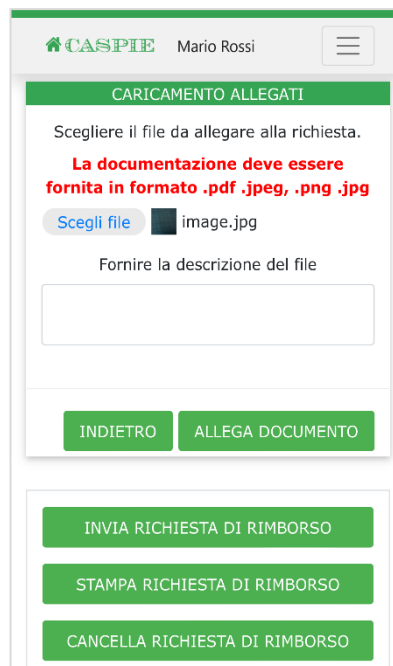 CASPIE Mario Rossi
CARICAMENTO ALLEGATI
Scegliere il file da allegare alla richiesta.
La documentazione deve essere
fornita in formato .pdf .jpeg, .png .jpg
Scegli file image.jpg
Fornire la descrizione del file
INDIETRO ALLEGA DOCUMENTO
INVIA RICHIESTA DI RIMBORSO
STAMPA RICHIESTA DI RIMBORSO
CANCELLA RICHIESTA DI RIMBORSO